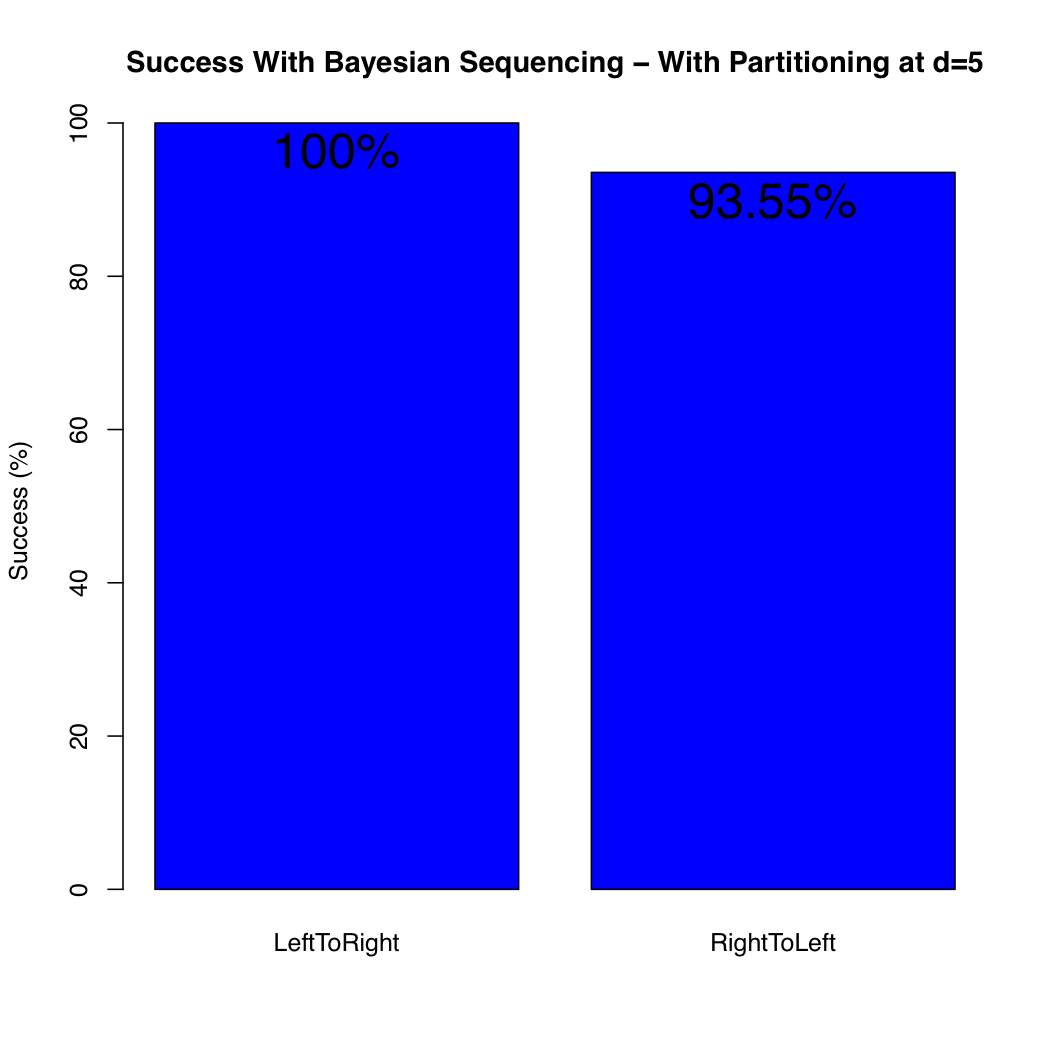 Success With Bayesian Sequencing – With Partitioning at d=5
Success (%)
100
80
60
40
20
0
100%
93.55%
LeftToRight
RightToLeft